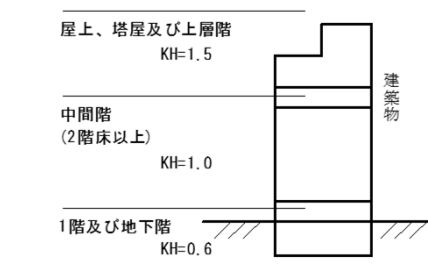 屋上、塔屋及び上層階
KH=1.5
中間階
(2階床以上)
KH=1.0
1階及び地下階
KH=0.6
建築物